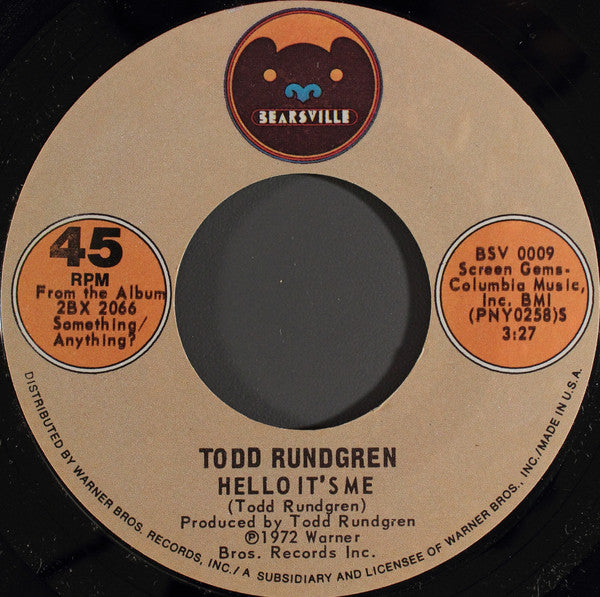 BEARSVILLE
45
RPM
From the Album
2BX 2066
Something/
Anything?
BSV 0009
Screen Gems-
Columbia Music,
Inc. BMI
(PNY0258)S
3:27
TODD RUNDGREN
HELLO IT'S ME
(Todd Rundgren)
Produced by Todd Rundgren
℗1972 Warner
Bros. Records Inc.
DISTRIBUTED BY WARNER BROS. RECORDS, INC./A SUBSIDIARY AND LICENSEE OF WARNER BROS., INC./MADE IN U.S.A.